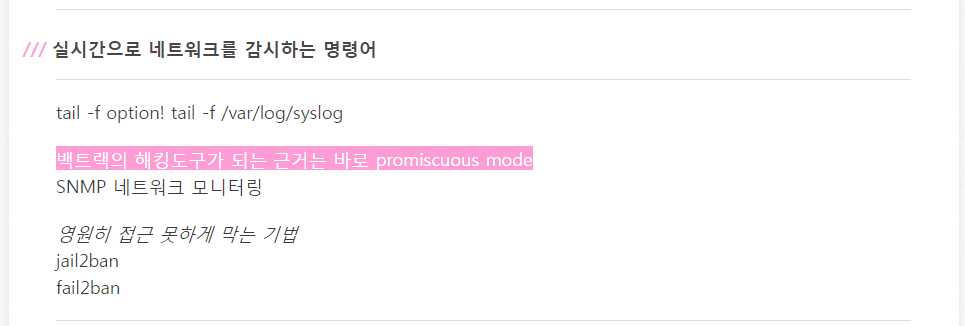 /// 실시간으로 네트워크를 감시하는 명령어
tail -f option! tail -f /var/log/syslog
백트랙의 해킹도구가 되는 근거는 바로 promiscuous mode
SNMP 네트워크 모니터링
영원히 접근 못하게 막는 기법
jail2ban
fail2ban